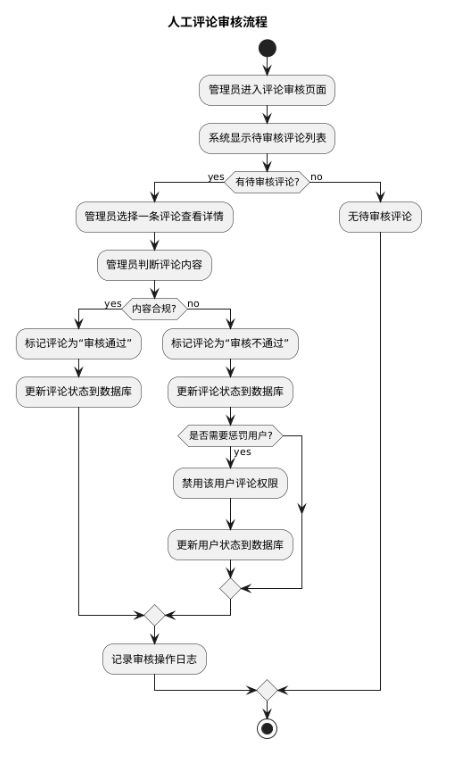 人工评论审核流程
管理员进入评论审核页面
系统显示待审核评论列表
yes
有待审核评论?
no
管理员选择一条评论查看详情
无待审核评论
管理员判断评论内容
yes
内容合规?
no
标记评论为“审核通过”
标记评论为“审核不通过”
更新评论状态到数据库
更新评论状态到数据库
是否需要惩罚用户?
yes
禁用该用户评论权限
更新用户状态到数据库
记录审核操作日志